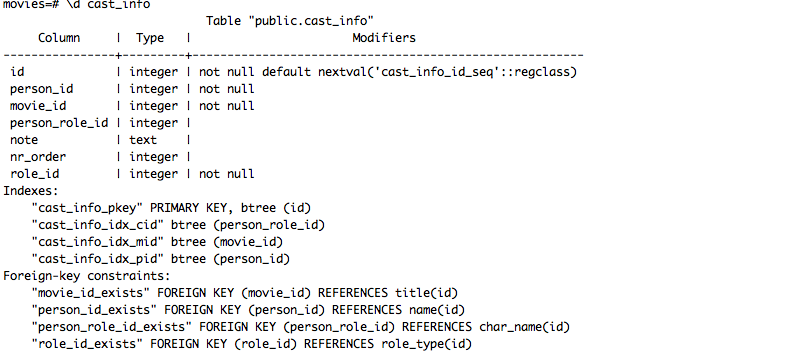 movies=# \d cast_info
                            Table "public.cast_info"
     Column     |  Type   |                       Modifiers
----------------+---------+--------------------------------------------------------
 id             | integer | not null default nextval('cast_info_id_seq'::regclass)
 person_id      | integer | not null
 movie_id       | integer | not null
 person_role_id | integer |
 note           | text    |
 nr_order       | integer |
 role_id        | integer | not null
Indexes:
    "cast_info_pkey" PRIMARY KEY, btree (id)
    "cast_info_idx_cid" btree (person_role_id)
    "cast_info_idx_mid" btree (movie_id)
    "cast_info_idx_pid" btree (person_id)
Foreign-key constraints:
    "movie_id_exists" FOREIGN KEY (movie_id) REFERENCES title(id)
    "person_id_exists" FOREIGN KEY (person_id) REFERENCES name(id)
    "person_role_id_exists" FOREIGN KEY (person_role_id) REFERENCES char_name(id)
    "role_id_exists" FOREIGN KEY (role_id) REFERENCES role_type(id)